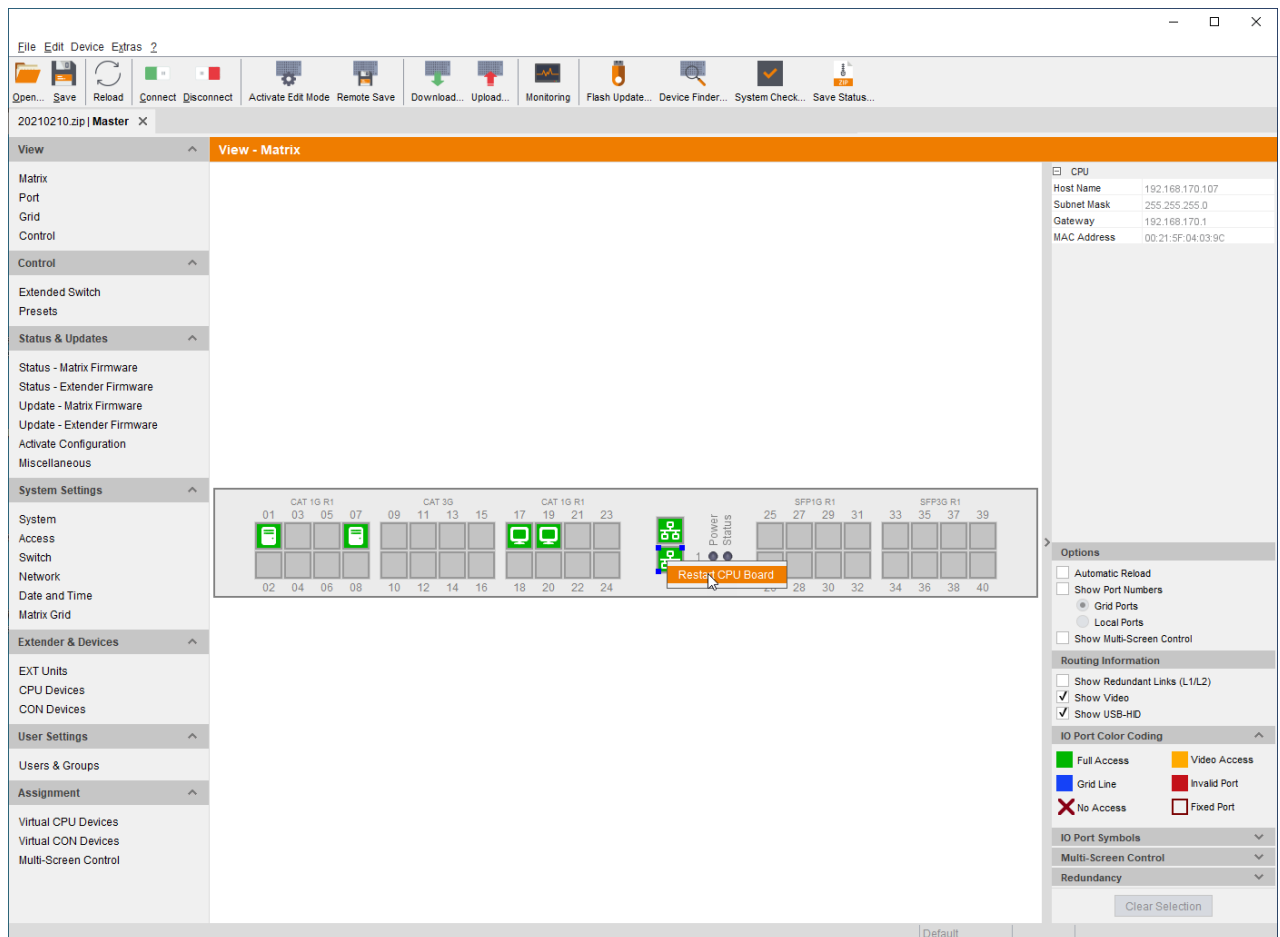 File Edit Device Extras ?
Open... Save Reload Connect Disconnect Activate Edit Mode Remote Save Download... Upload... Monitoring Flash Update... Device Finder... System Check... Save Status...
ZIP
20210210.zip | Master
View
Matrix
Port
Grid
Control
Control
Extended Switch
Presets
Status & Updates
Status - Matrix Firmware
Status - Extender Firmware
Update - Matrix Firmware
Update - Extender Firmware
Activate Configuration
Miscellaneous
System Settings
System
Access
Switch
Network
Date and Time
Matrix Grid
Extender & Devices
EXT Units
CPU Devices
CON Devices
User Settings
Users & Groups
Assignment
Virtual CPU Devices
Virtual CON Devices
Multi-Screen Control
View - Matrix
CAT 1G R1 CAT 3G CAT 1G R1 SFP1G R1 SFP3G R1
01 03 05 07 09 11 13 15 17 19 21 23 25 27 29 31 33 35 37 39
Power
Status
1
Restart CPU Board
02 04 06 08 10 12 14 16 18 20 22 24 28 30 32 34 36 38 40
CPU
Host Name 192.168.170.107
Subnet Mask 255.255.255.0
Gateway 192.168.170.1
MAC Address 00:21:5F:04:03:9C
Options
Automatic Reload
Show Port Numbers
Grid Ports
Local Ports
Show Multi-Screen Control
Routing Information
Show Redundant Links (L1/L2)
Show Video
Show USB-HID
IO Port Color Coding
Full Access Video Access
Grid Line Invalid Port
No Access Fixed Port
IO Port Symbols
Multi-Screen Control
Redundancy
Clear Selection
Default